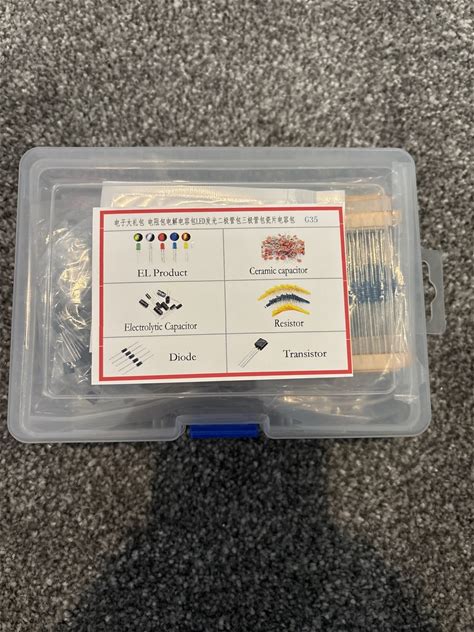 电子大礼包 电阻包电解电容包LED发光二极管包三极管包瓷片电容包 G35
EL Product
Ceramic capacitor
Electrolytic Capacitor
Resistor
Diode
Transistor